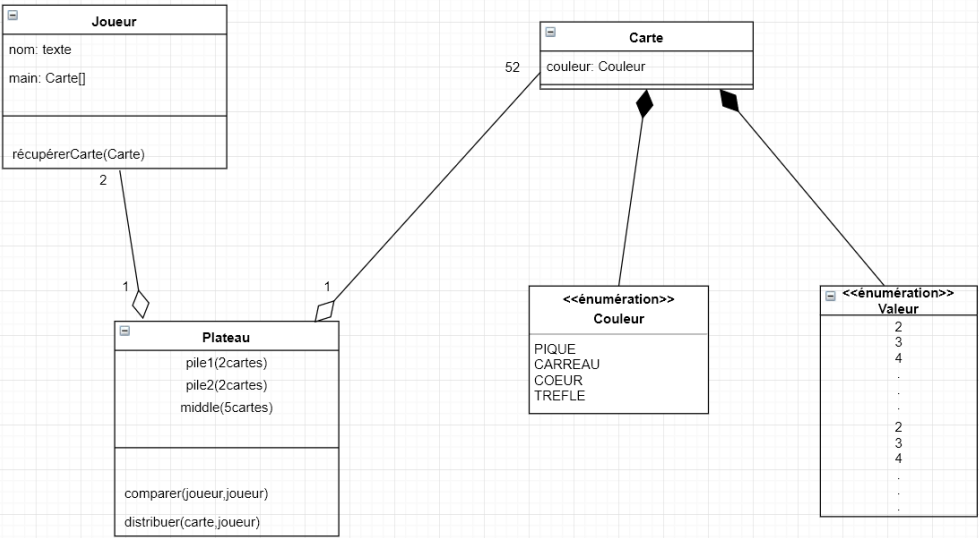 Joueur
nom: texte
main: Carte[]
récupérerCarte(Carte)
2
1
Carte
couleur: Couleur
52
1
Plateau
pile1(2cartes)
pile2(2cartes)
middle(5cartes)
comparer(joueur,joueur)
distribuer(carte,joueur)
<<énumération>>
Couleur
PIQUE
CARREAU
COEUR
TREFLE
<<énumération>>
Valeur
2
3
4
.
.
.
2
3
4
.
.
.